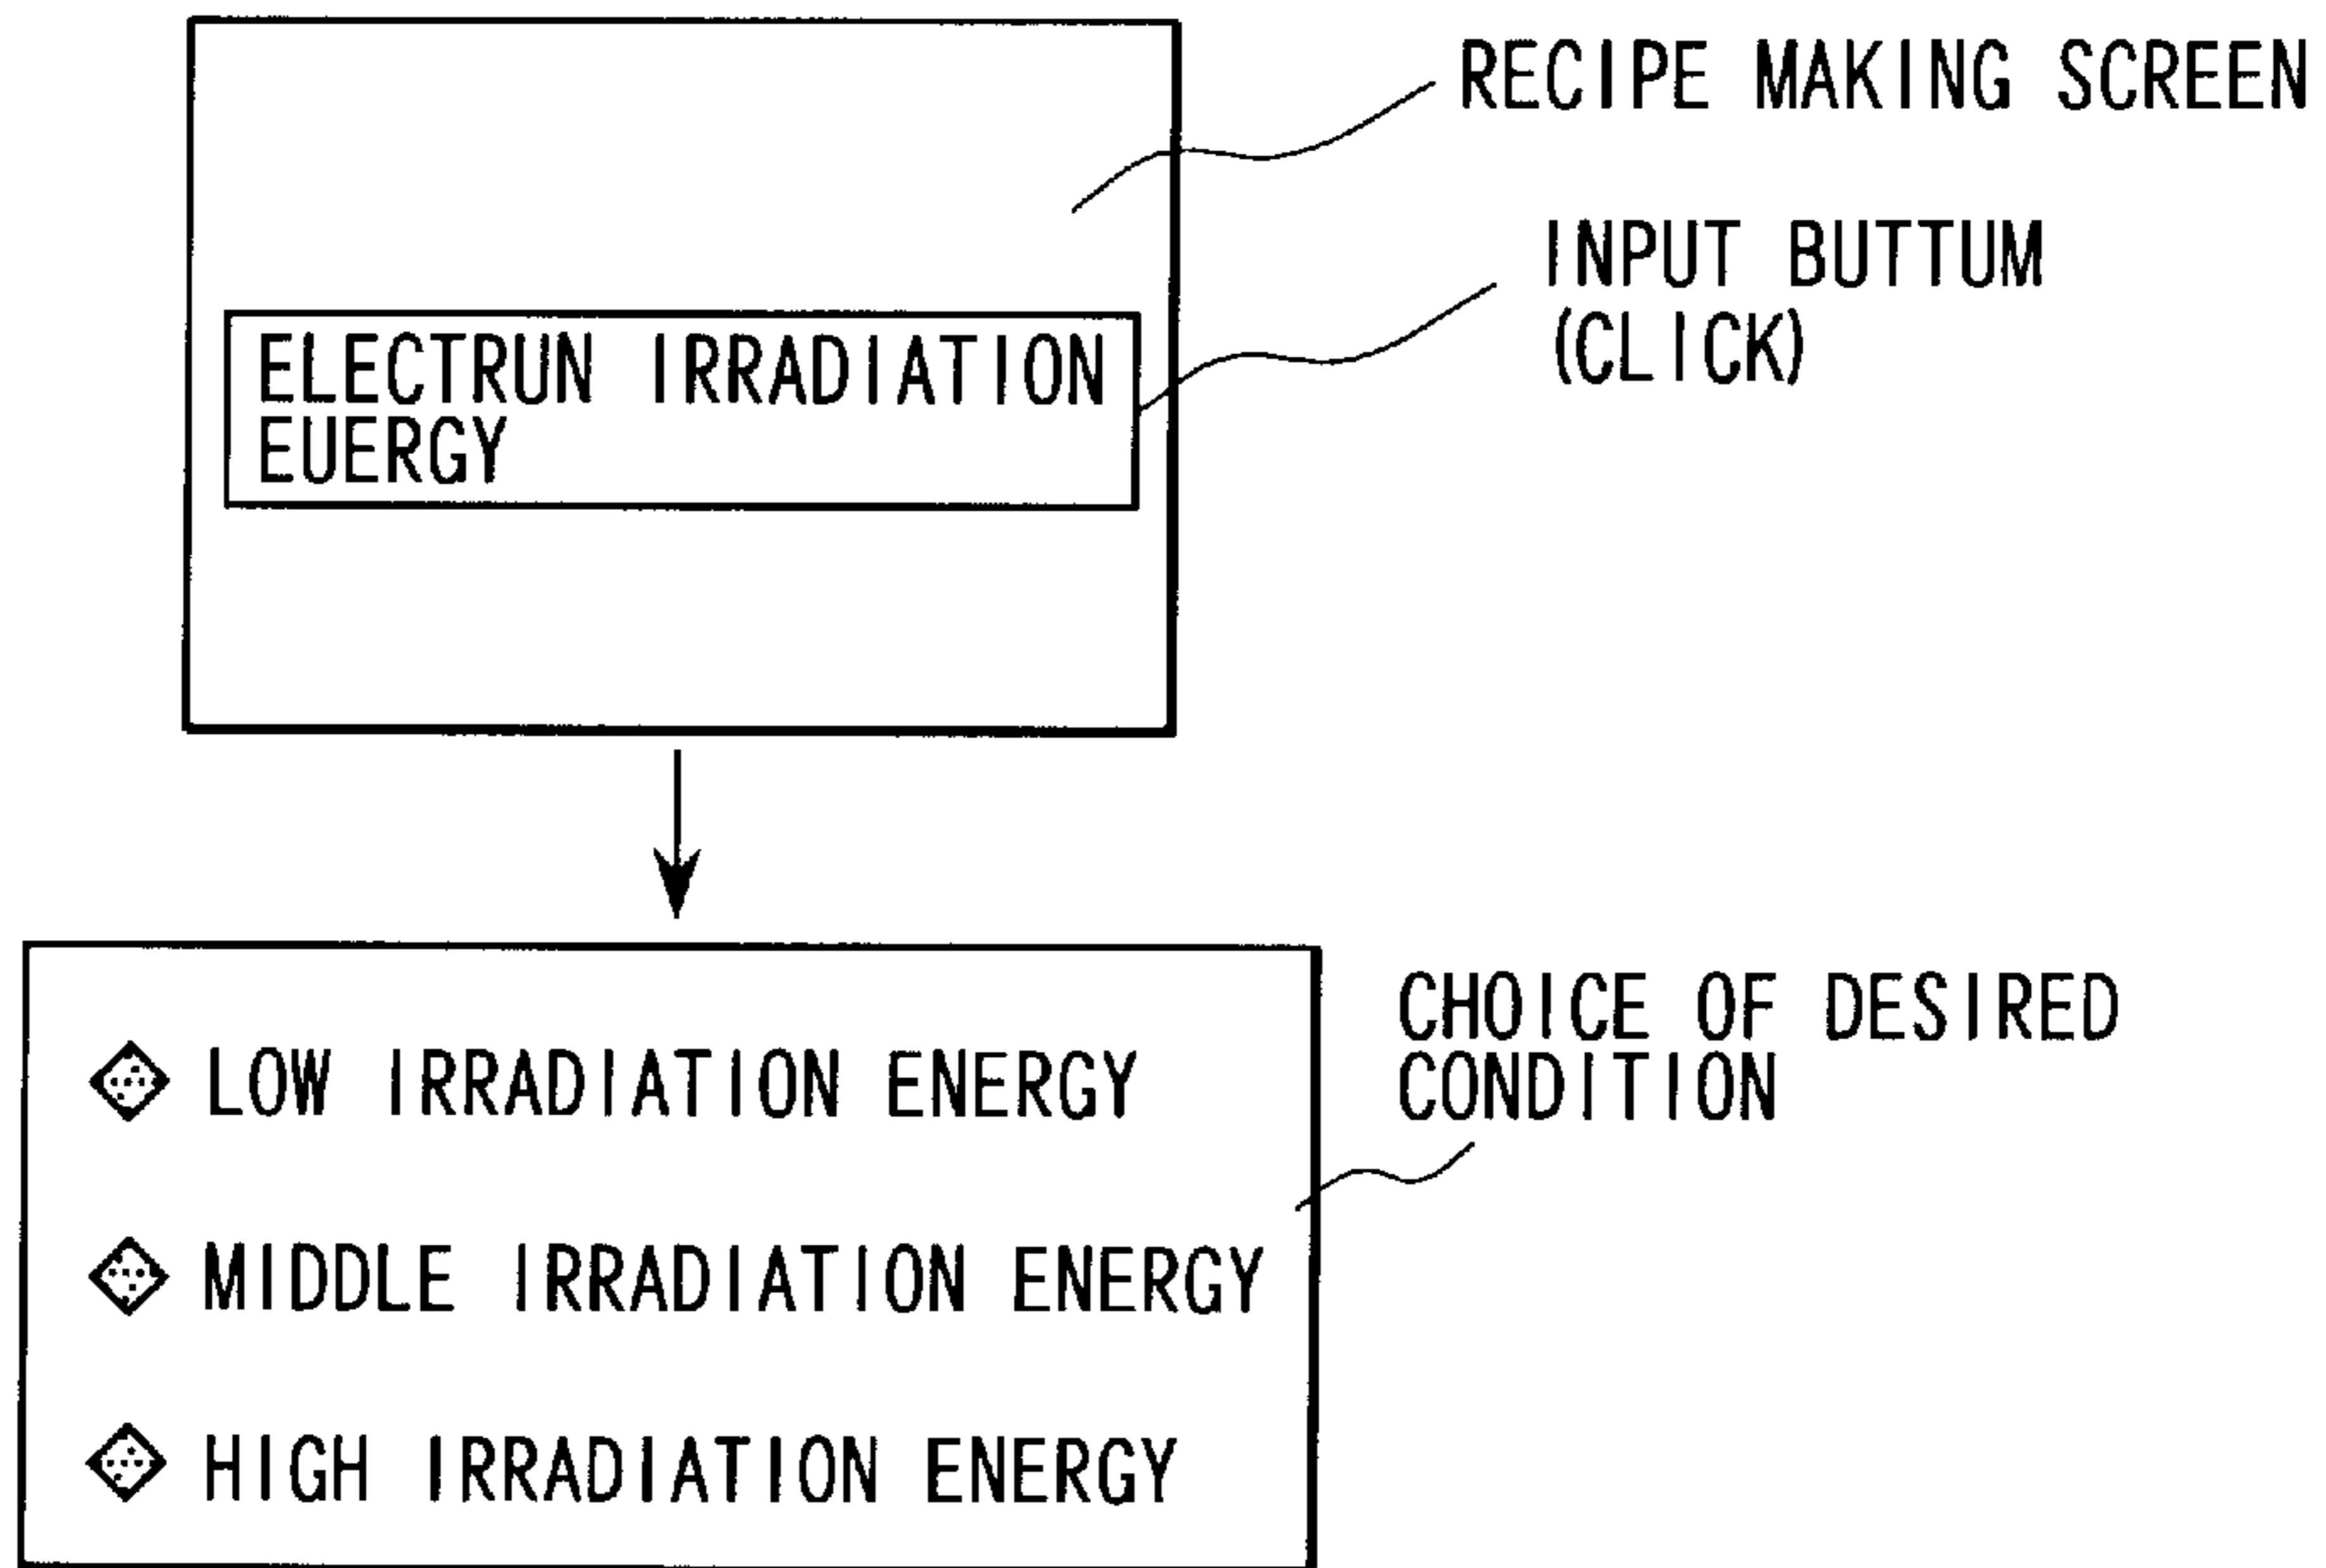 RECIPE MAKING SCREEN
INPUT BUTTUM
(CLICK)
ELECTRUN IRRADIATION
EUERGY
CHOICE OF DESIRED
CONDITION
LOW IRRADIATION ENERGY
MIDDLE IRRADIATION ENERGY
HIGH IRRADIATION ENERGY